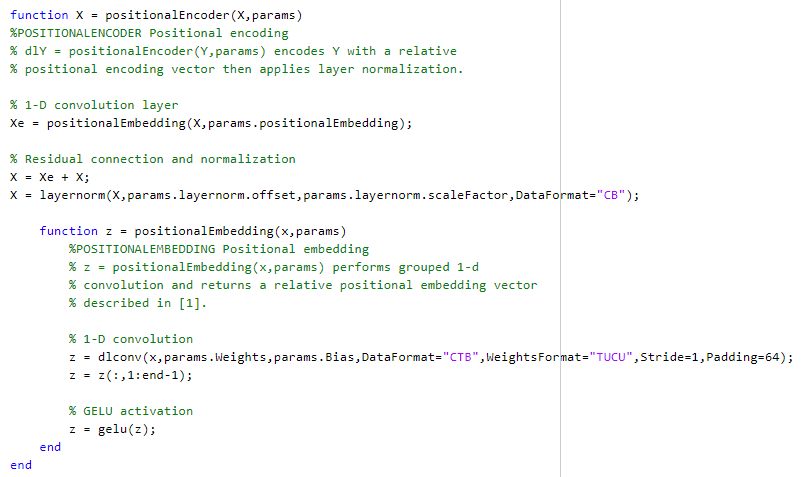 function X = positionalEncoder(X,params)
%POSITIONALENCODER Positional encoding
% dlY = positionalEncoder(Y,params) encodes Y with a relative
% positional encoding vector then applies layer normalization.

% 1-D convolution layer
Xe = positionalEmbedding(X,params.positionalEmbedding);

% Residual connection and normalization
X = Xe + X;
X = layernorm(X,params.layernorm.offset,params.layernorm.scaleFactor,DataFormat="CB");

    function z = positionalEmbedding(x,params)
        %POSITIONALEMBEDDING Positional embedding
        % z = positionalEmbedding(x,params) performs grouped 1-d
        % convolution and returns a relative positional embedding vector
        % described in [1].

        % 1-D convolution
        z = dlconv(x,params.Weights,params.Bias,DataFormat="CTB",WeightsFormat="TUCU",Stride=1,Padding=64);
        z = z(:,1:end-1);

        % GELU activation
        z = gelu(z);
    end
end